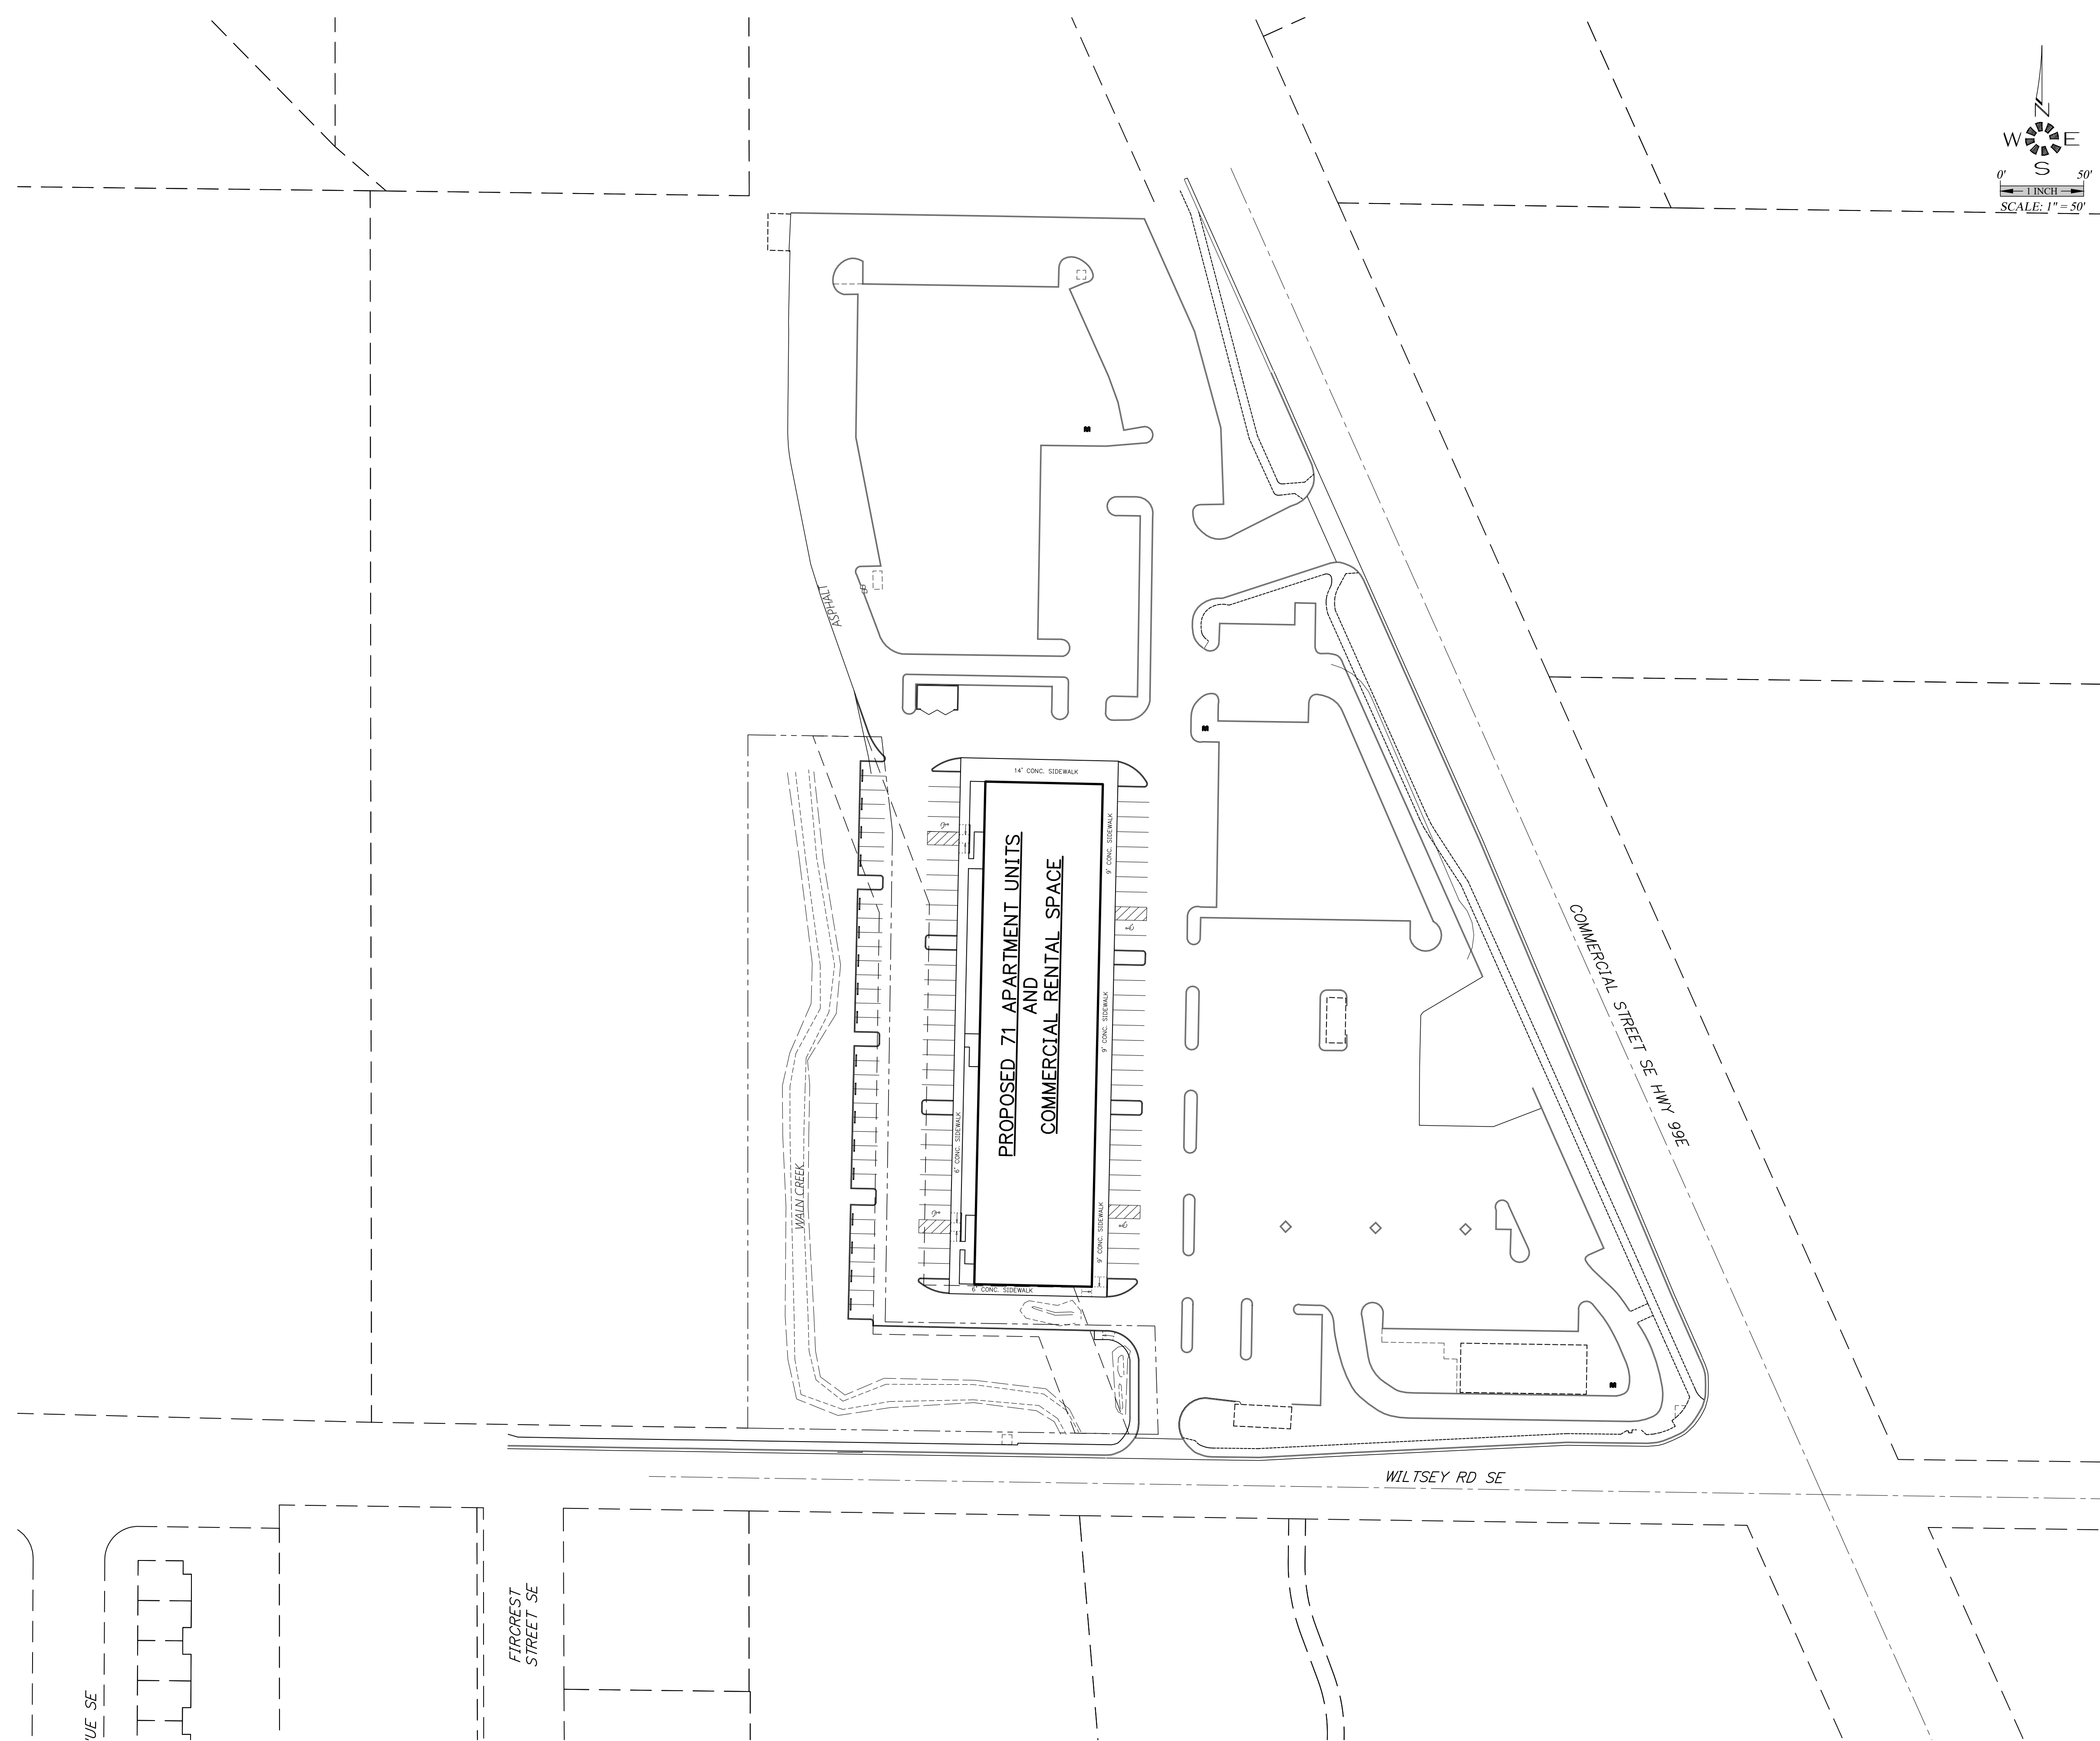 N
W E
S
0' 50'
1 INCH
SCALE: 1" = 50'
ASPHALT
14' CONC. SIDEWALK
9' CONC. SIDEWALK
PROPOSED 71 APARTMENT UNITS
AND
COMMERCIAL RENTAL SPACE
9' CONC. SIDEWALK
COMMERCIAL STREET SE HWY 99E
6' CONC. SIDEWALK
WALN CREEK
9' CONC. SIDEWALK
6' CONC. SIDEWALK
WILTSEY RD SE
FIRCREST
STREET SE
UE SE